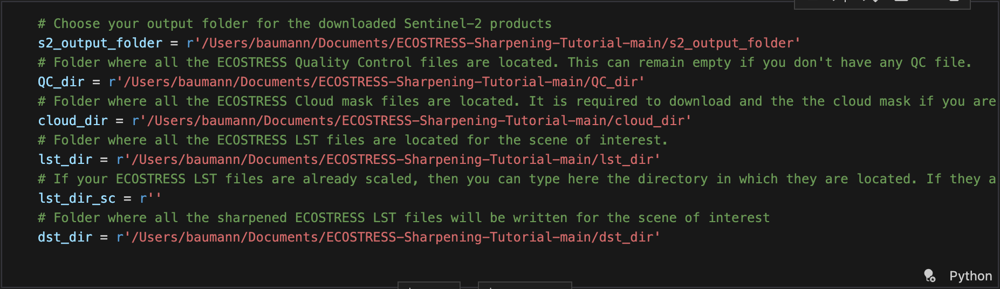 # Choose your output folder for the downloaded Sentinel-2 products
s2_output_folder = r'/Users/baumann/Documents/ECOSTRESS-Sharpening-Tutorial-main/s2_output_folder'
# Folder where all the ECOSTRESS Quality Control files are located. This can remain empty if you don't have any QC file.
QC_dir = r'/Users/baumann/Documents/ECOSTRESS-Sharpening-Tutorial-main/QC_dir'
# Folder where all the ECOSTRESS Cloud mask files are located. It is required to download and the the cloud mask if you are
cloud_dir = r'/Users/baumann/Documents/ECOSTRESS-Sharpening-Tutorial-main/cloud_dir'
# Folder where all the ECOSTRESS LST files are located for the scene of interest.
lst_dir = r'/Users/baumann/Documents/ECOSTRESS-Sharpening-Tutorial-main/lst_dir'
# If your ECOSTRESS LST files are already scaled, then you can type here the directory in which they are located. If they a
lst_dir_sc = r''
# Folder where all the sharpened ECOSTRESS LST files will be written for the scene of interest
dst_dir = r'/Users/baumann/Documents/ECOSTRESS-Sharpening-Tutorial-main/dst_dir'
Python